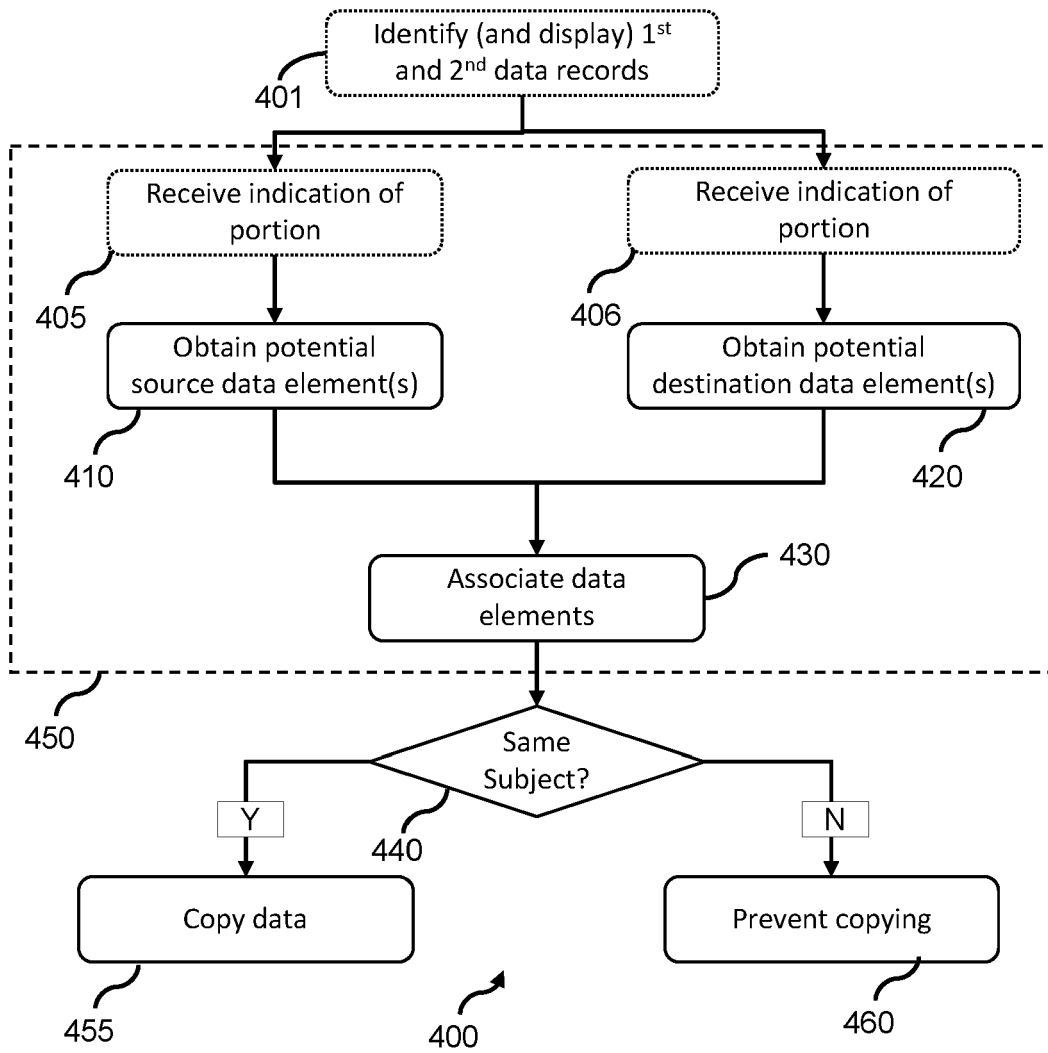 Identify (and display) 1st
and 2nd data records
401
Receive indication of
portion
405
Receive indication of
portion
406
Obtain potential
source data element(s)
410
Obtain potential
destination data element(s)
420
Associate data
elements
430
450
Same
Subject?
440
Y
N
Copy data
455
Prevent copying
460
400